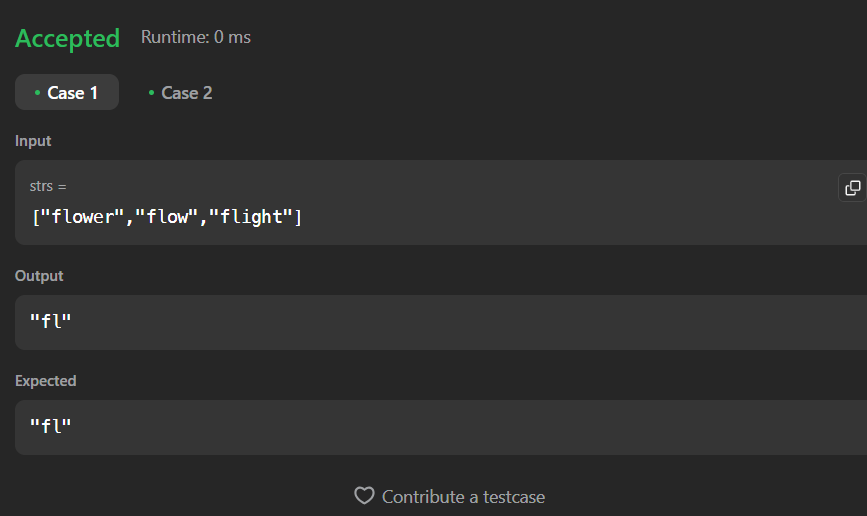 Accepted Runtime: 0 ms
• Case 1 • Case 2
Input
strs =
["flower","flow","flight"]
Output
"fl"
Expected
"fl"
Contribute a testcase